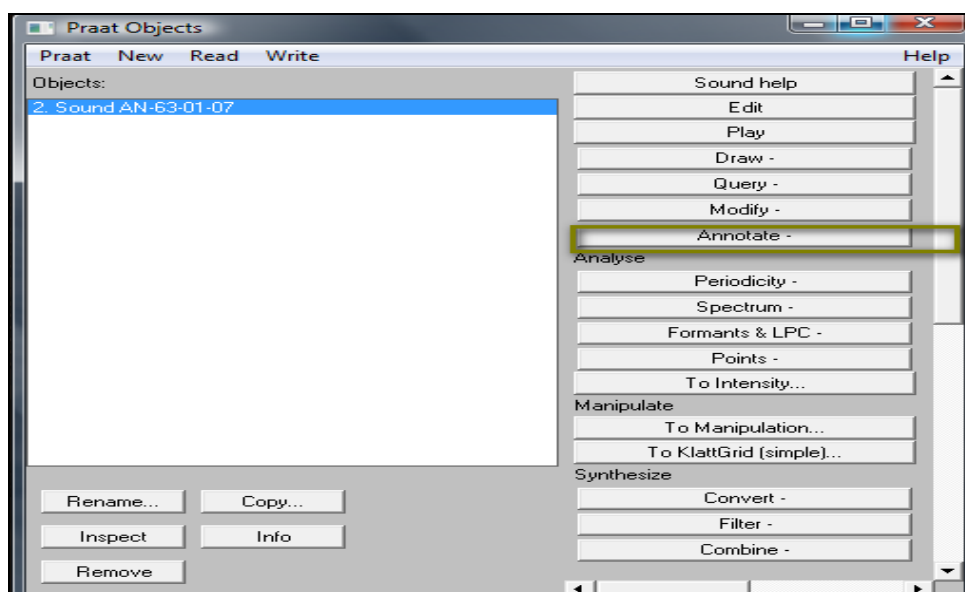 Praat Objects
Praat New Read Write Help
Objects:
2. Sound AN-63-01-07
Sound help
Edit
Play
Draw -
Query -
Modify -
Annotate -
Analyse
Periodicity -
Spectrum -
Formants & LPC -
Points -
To Intensity...
Manipulate
To Manipulation...
To KlattGrid (simple)...
Synthesize
Convert -
Filter -
Combine -
Rename... Copy...
Inspect Info
Remove